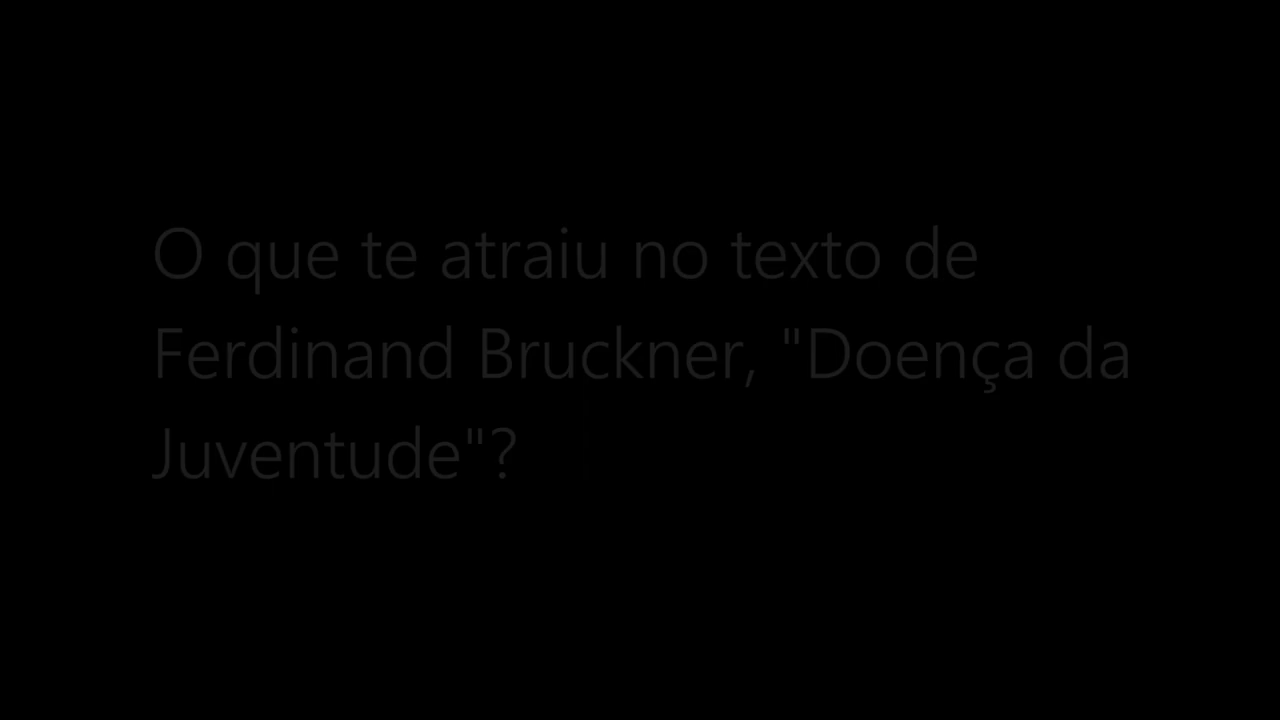 O que te atraiu no texto de
Ferdinand Bruckner, "Doença da
Juventude"?